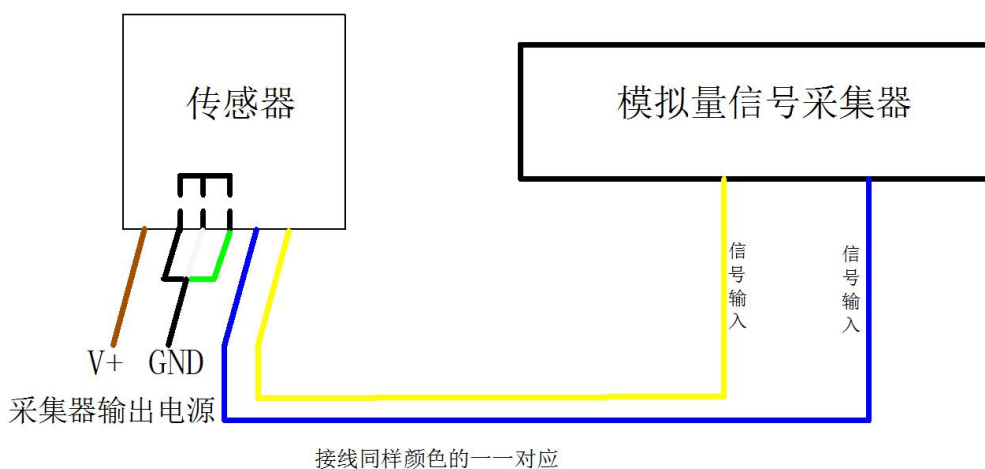 传感器
模拟量信号采集器
信号输入
信号输入
V+ GND
采集器输出电源
接线同样颜色的一一对应